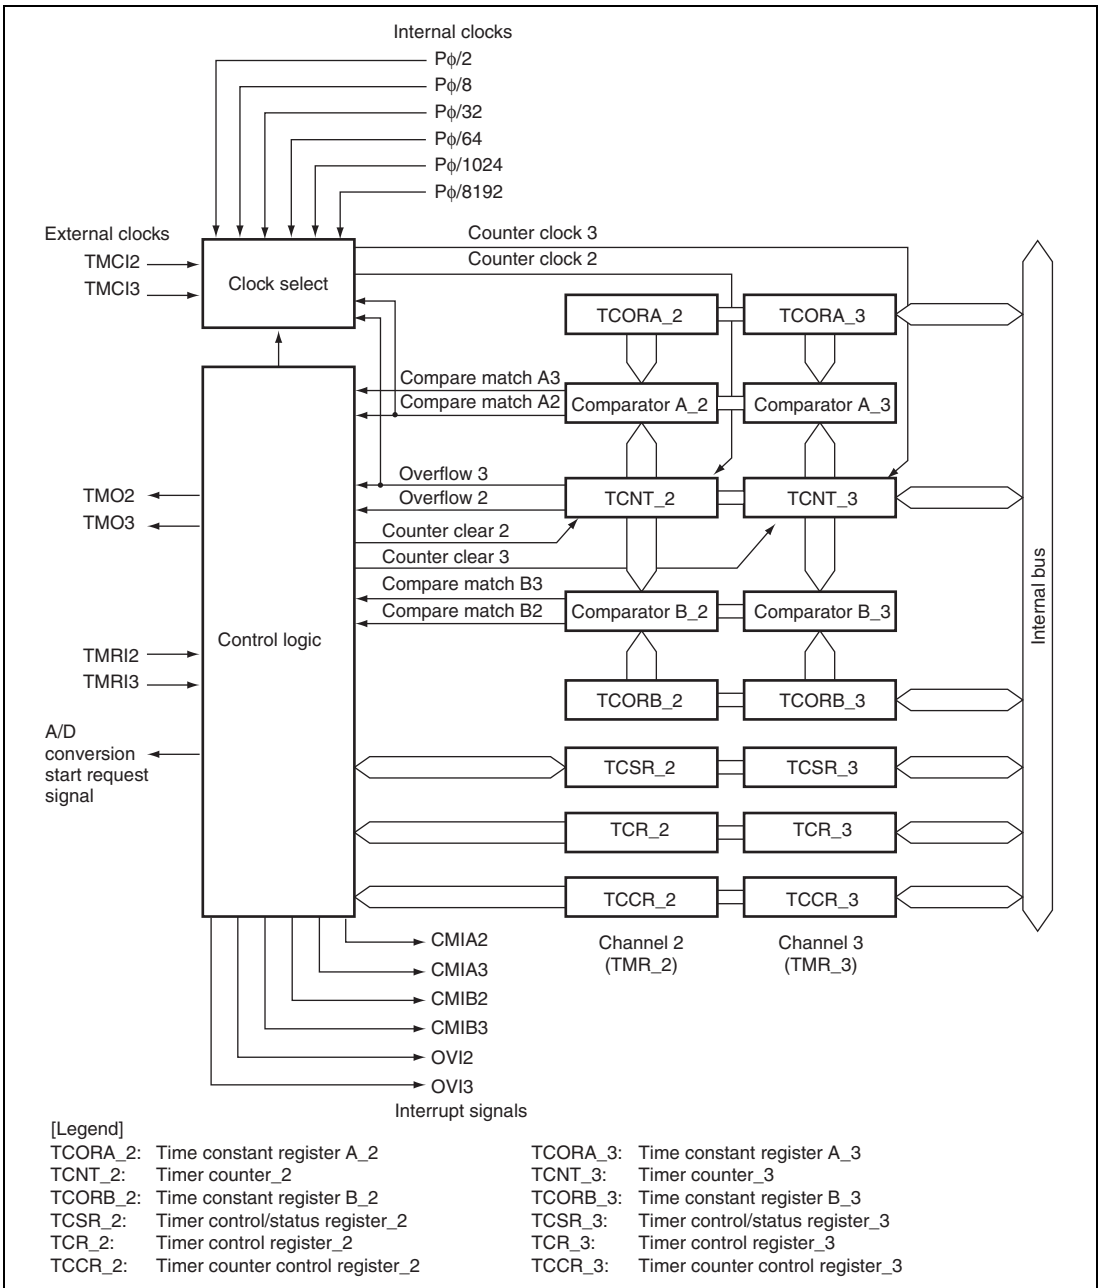 Internal clocks
Pϕ/2
Pϕ/8
Pϕ/32
Pϕ/64
Pϕ/1024
Pϕ/8192
External clocks
TMCI2
TMCI3
Clock select
Counter clock 3
Counter clock 2
TCORA_2
TCORA_3
Compare match A3
Compare match A2
Comparator A_2
Comparator A_3
TMO2
TMO3
Overflow 3
Overflow 2
TCNT_2
TCNT_3
Counter clear 2
Counter clear 3
Internal bus
Compare match B3
Compare match B2
Comparator B_2
Comparator B_3
Control logic
TMRI2
TMRI3
TCORB_2
TCORB_3
A/D
conversion
start request
signal
TCSR_2
TCSR_3
TCR_2
TCR_3
TCCR_2
TCCR_3
Channel 2
(TMR_2)
Channel 3
(TMR_3)
CMIA2
CMIA3
CMIB2
CMIB3
OVI2
OVI3
Interrupt signals
[Legend]
TCORA_2: Time constant register A_2
TCNT_2: Timer counter_2
TCORB_2: Time constant register B_2
TCSR_2: Timer control/status register_2
TCR_2: Timer control register_2
TCCR_2: Timer counter control register_2
TCORA_3: Time constant register A_3
TCNT_3: Timer counter_3
TCORB_3: Time constant register B_3
TCSR_3: Timer control/status register_3
TCR_3: Timer control register_3
TCCR_3: Timer counter control register_3